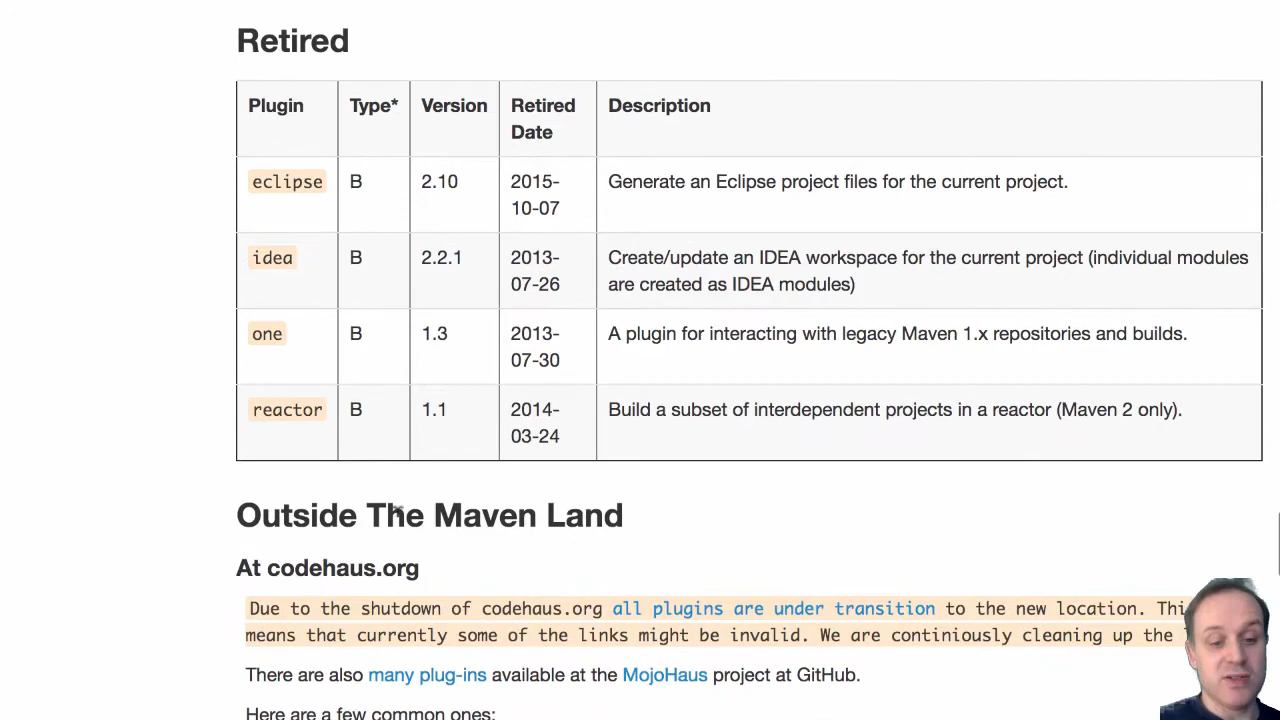 Retired
Plugin Type* Version Retired Date Description
eclipse B 2.10 2015-10-07 Generate an Eclipse project files for the current project.
idea B 2.2.1 2013-07-26 Create/update an IDEA workspace for the current project (individual modules
are created as IDEA modules)
one B 1.3 2013-07-30 A plugin for interacting with legacy Maven 1.x repositories and builds.
reactor B 1.1 2014-03-24 Build a subset of interdependent projects in a reactor (Maven 2 only).
Outside The Maven Land
At codehaus.org
Due to the shutdown of codehaus.org all plugins are under transition to the new location.
means that currently some of the links might be invalid. We are continiously cleaning up the
There are also many plug-ins available at the MojoHaus project at GitHub.
Here are a few common ones: